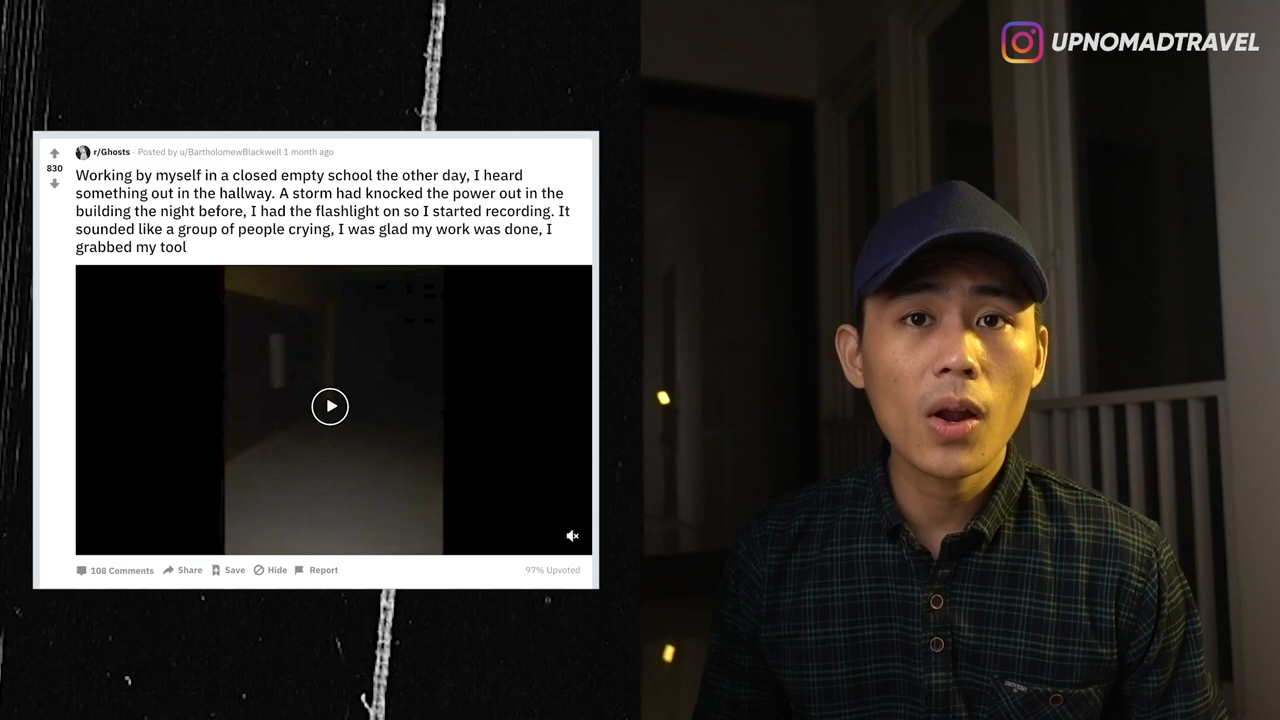 UPNOMADTRAVEL
r/Ghosts · Posted by u/BartholomewBlackwell 1 month ago
830
Working by myself in a closed empty school the other day, I heard
something out in the hallway. A storm had knocked the power out in the
building the night before, I had the flashlight on so I started recording. It
sounded like a group of people crying, I was glad my work was done, I
grabbed my tool
108 Comments Share Save Hide Report 97% Upvoted